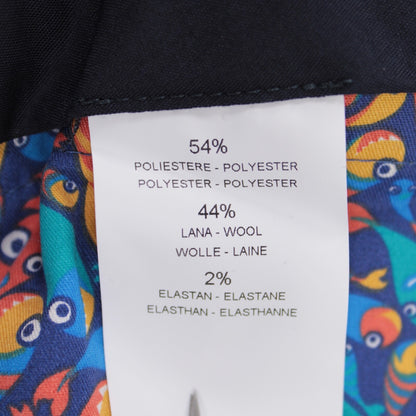 54%
POLIESTERE - POLYESTER
POLYESTER - POLYESTER
44%
LANA - WOOL
WOLLE - LAINE
2%
ELASTAN - ELASTANE
ELASTHAN - ELASTHANNE